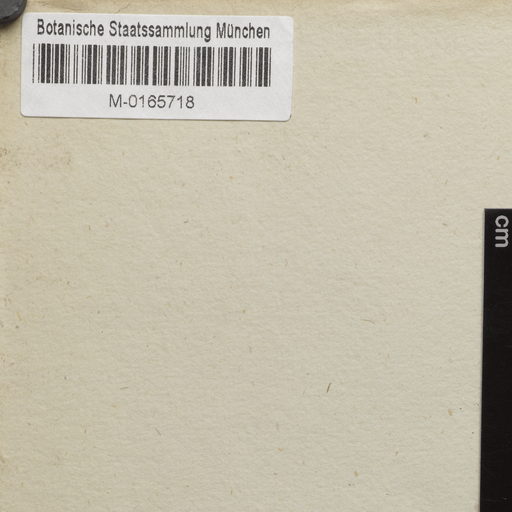 Botanische Staatssammlung München
M-0165718
cm